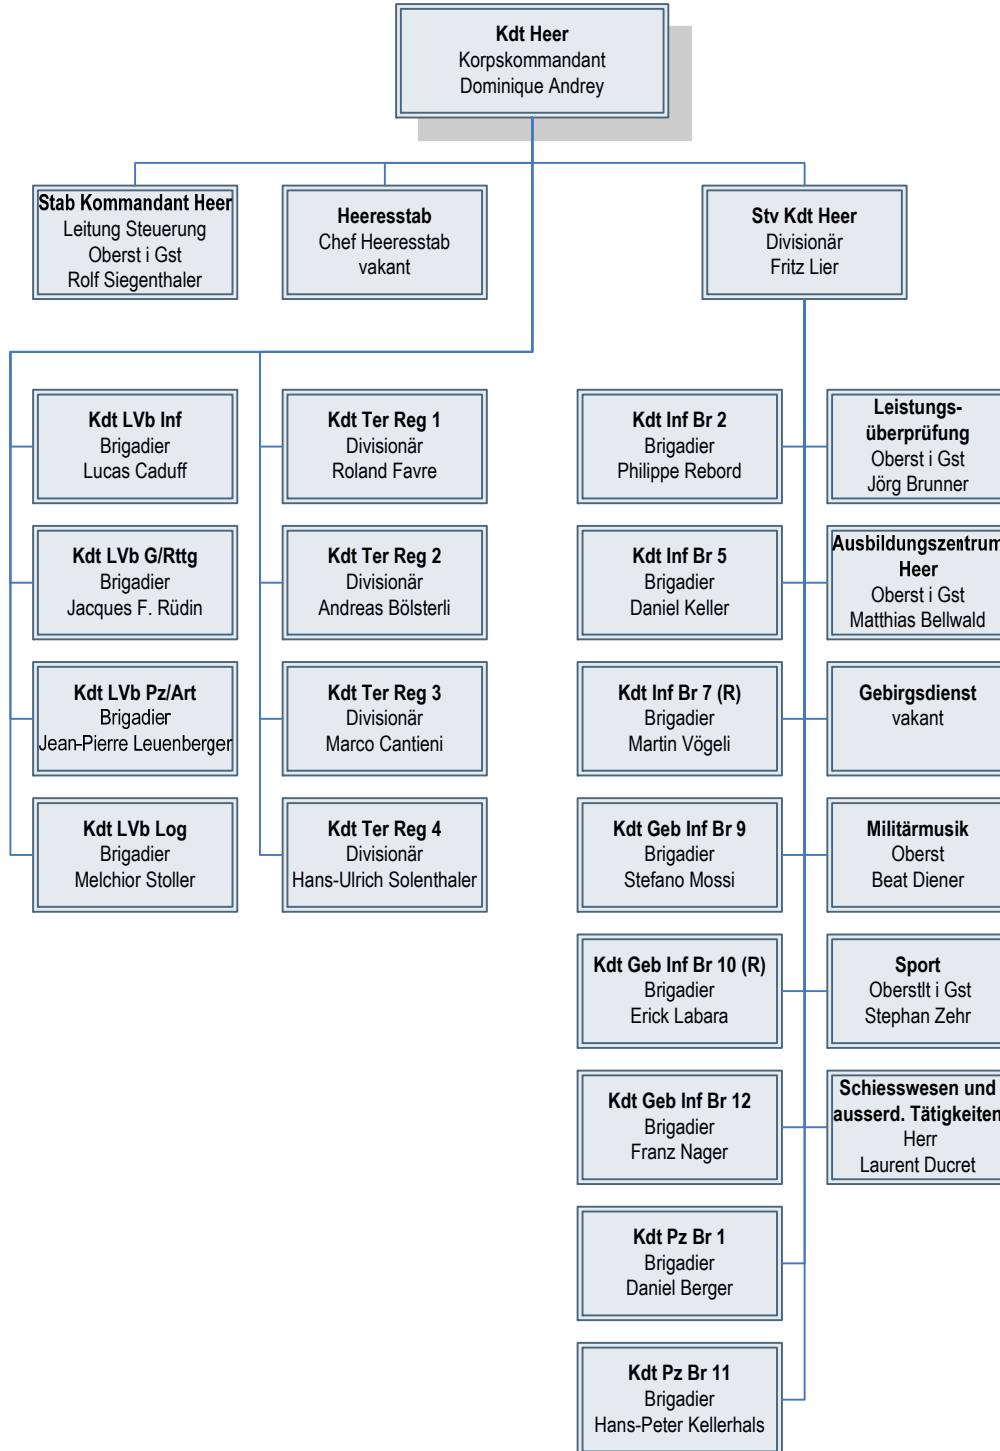 Kdt Heer
Korpskommandant
Dominique Andrey
Stab Kommandant Heer
Leitung Steuerung
Oberst i Gst
Rolf Siegenthaler
Heeresstab
Chef Heeresstab
vakant
Stv Kdt Heer
Divisionär
Fritz Lier
Kdt LVb Inf
Brigadier
Lucas Caduff
Kdt LVb G/Rttg
Brigadier
Jacques F. Rüdin
Kdt LVb Pz/Art
Brigadier
Jean-Pierre Leuenberger
Kdt LVb Log
Brigadier
Melchior Stoller
Kdt Ter Reg 1
Divisionär
Roland Favre
Kdt Ter Reg 2
Divisionär
Andreas Bölsterli
Kdt Ter Reg 3
Divisionär
Marco Cantieni
Kdt Ter Reg 4
Divisionär
Hans-Ulrich Solenthaler
Kdt Inf Br 2
Brigadier
Philippe Rebord
Kdt Inf Br 5
Brigadier
Daniel Keller
Kdt Inf Br 7 (R)
Brigadier
Martin Vögeli
Kdt Geb Inf Br 9
Brigadier
Stefano Mossi
Kdt Geb Inf Br 10 (R)
Brigadier
Erick Labara
Kdt Geb Inf Br 12
Brigadier
Franz Nager
Kdt Pz Br 1
Brigadier
Daniel Berger
Kdt Pz Br 11
Brigadier
Hans-Peter Kellerhals
Leistungs-
überprüfung
Oberst i Gst
Jörg Brunner
Ausbildungszentrum
Heer
Oberst i Gst
Matthias Bellwald
Gebirgsdienst
vakant
Militärmusik
Oberst
Beat Diener
Sport
Oberstlt i Gst
Stephan Zehr
Schiesswesen und
ausserd. Tätigkeiten
Herr
Laurent Ducret